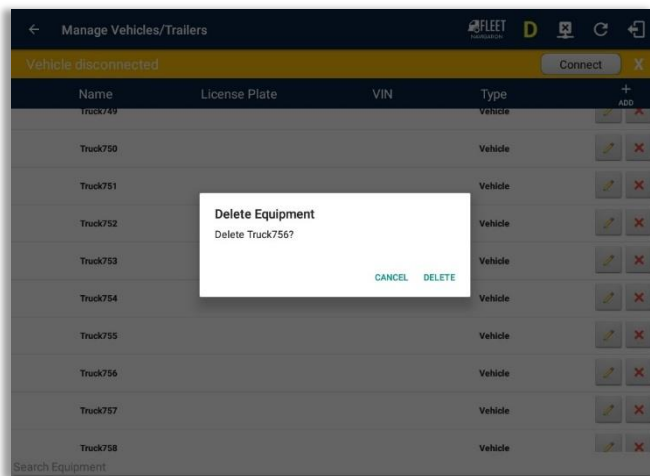 Manage Vehicles/Trailers
FLEET
D
Vehicle disconnected
Connect
X
Name License Plate VIN Type
ADD
Truck749 Vehicle
Truck750 Vehicle
Truck751 Vehicle
Truck752 Vehicle
Truck753 Vehicle
Truck754 Vehicle
Truck755 Vehicle
Truck756 Vehicle
Truck757 Vehicle
Truck758 Vehicle
Delete Equipment
Delete Truck756?
CANCEL DELETE
Search Equipment